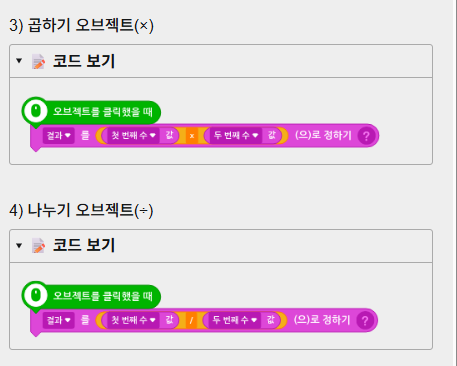 3) 곱하기 오브젝트(×)
▼ 📝 코드 보기
오브젝트를 클릭했을 때
결과▼ 를 첫 번째 수▼ 값 x 두 번째 수▼ 값 (으)로 정하기 ?
4) 나누기 오브젝트(÷)
▼ 📝 코드 보기
오브젝트를 클릭했을 때
결과▼ 를 첫 번째 수▼ 값 / 두 번째 수▼ 값 (으)로 정하기 ?